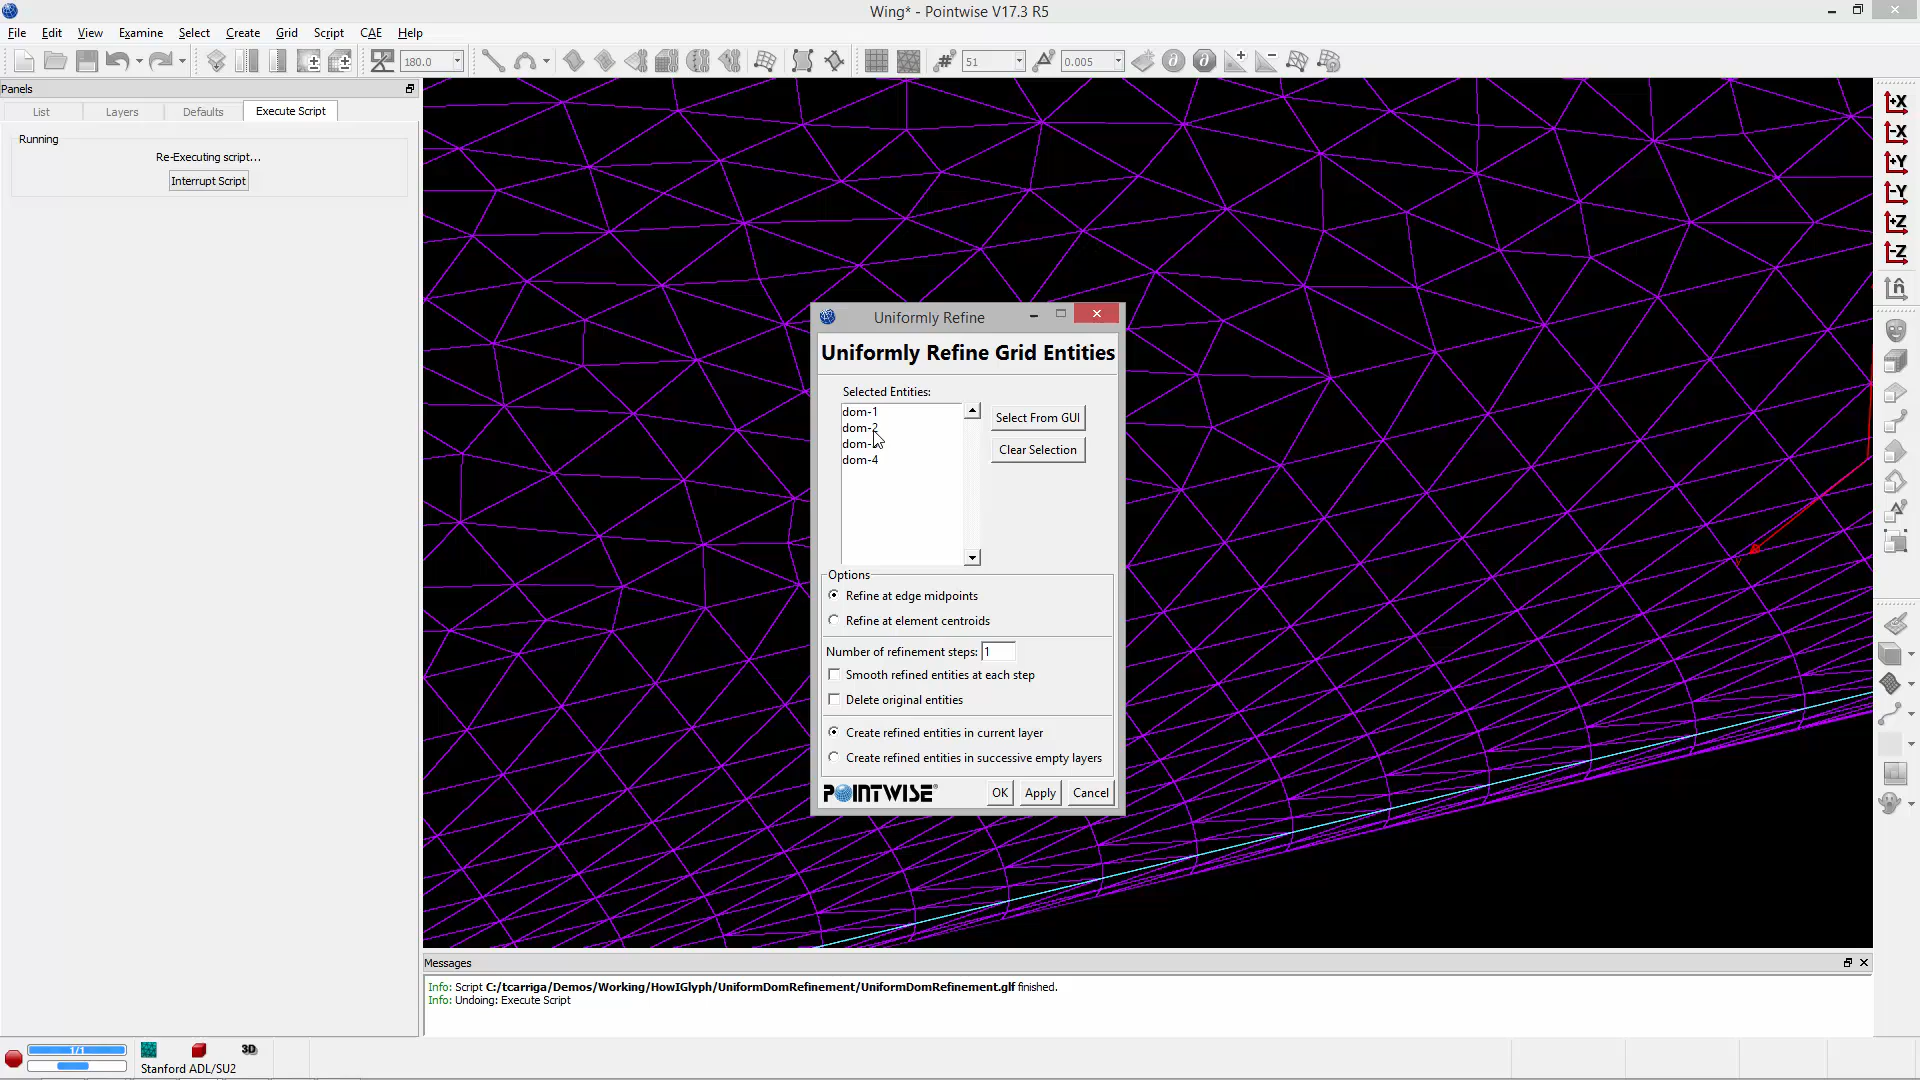 Wing* - Pointwise V17.3 R5
File Edit View Examine Select Create Grid Script CAE Help
180.0
51
0.005
Panels
List Layers Defaults Execute Script
Running
Re-Executing script...
Interrupt Script
+X
-X
+Y
-Y
+Z
-Z
n̂
Uniformly Refine
Uniformly Refine Grid Entities
Selected Entities:
dom-1
dom-2
dom-
dom-4
Select From GUI
Clear Selection
Options
Refine at edge midpoints
Refine at element centroids
Number of refinement steps: 1
Smooth refined entities at each step
Delete original entities
Create refined entities in current layer
Create refined entities in successive empty layers
POINTWISE®
OK Apply Cancel
Messages
Info: Script C:/tcarriga/Demos/Working/HowIGlyph/UniformDomRefinement/UniformDomRefinement.glf finished.
Info: Undoing: Execute Script
1/1
3D
Stanford ADL/SU2